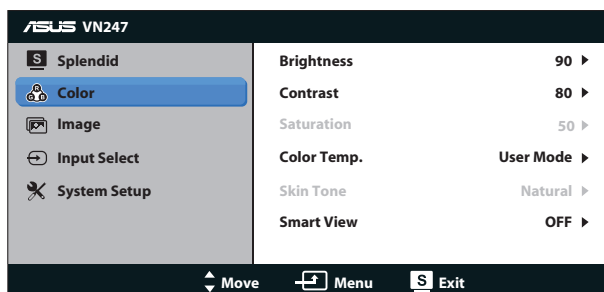 ASUS VN247
S Splendid
R G B Color
Image
Input Select
System Setup
Brightness 90
Contrast 80
Saturation 50
Color Temp. User Mode
Skin Tone Natural
Smart View OFF
Move Menu S Exit